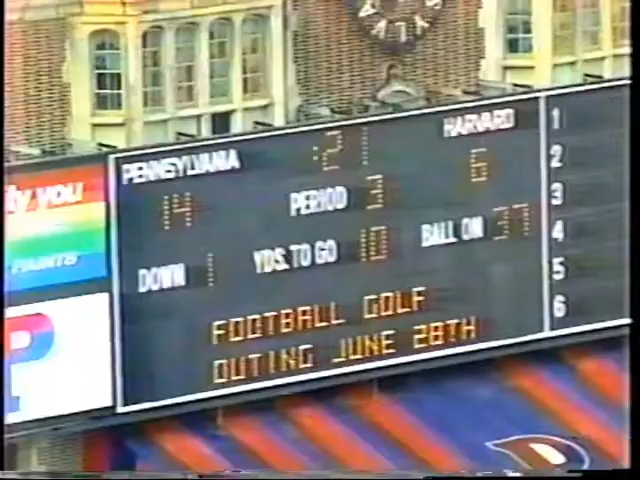 PENNSYLVANIA :21 HARVARD
14 PERIOD 3 6
DOWN 1 YDS. TO GO 10 BALL ON 37
FOOTBALL GOLF
OUTING JUNE 28TH
1
2
3
4
5
6
you
PAINTS
P